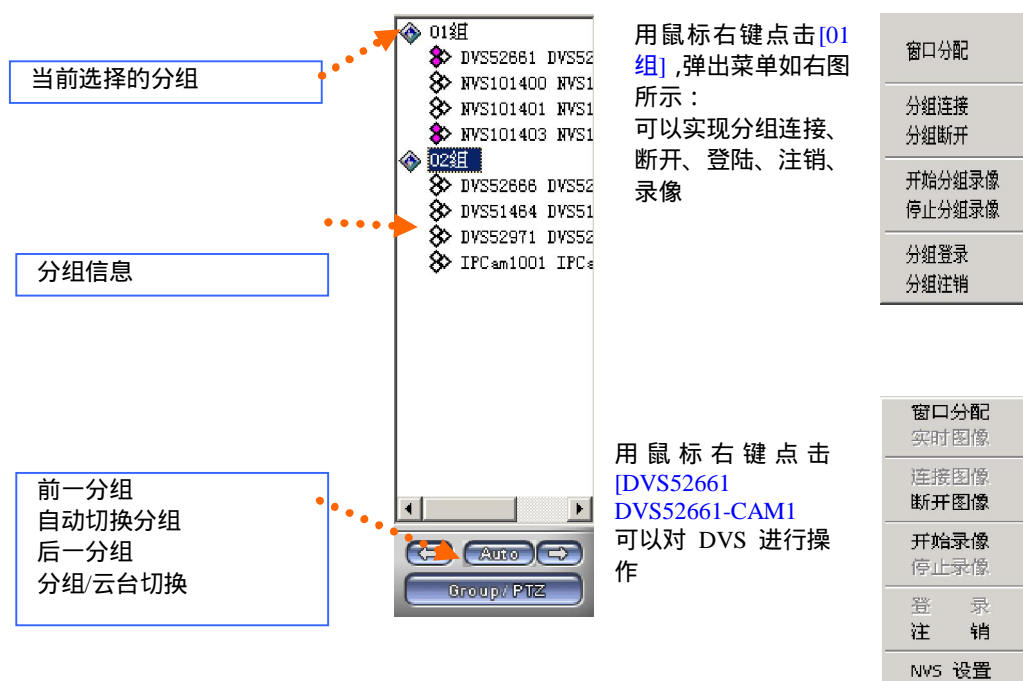 当前选择的分组
分组信息
前一分组
自动切换分组
后一分组
分组/云台切换
01组
DVS52661 DVS52
NVS101400 NVS1
NVS101401 NVS1
NVS101403 NVS1
02组
DVS52666 DVS52
DVS51464 DVS51
DVS52971 DVS52
IPCam1001 IPCa
Auto
Group/ PTZ
用鼠标右键点击[01
组] ,弹出菜单如右图
所示：
可以实现分组连接、
断开、登陆、注销、
录像
窗口分配
分组连接
分组断开
开始分组录像
停止分组录像
分组登录
分组注销
用鼠标右键点击
[DVS52661
DVS52661-CAM1
可以对 DVS 进行操
作
窗口分配
实时图像
连接图像
断开图像
开始录像
停止录像
登 录
注 销
NVS 设置